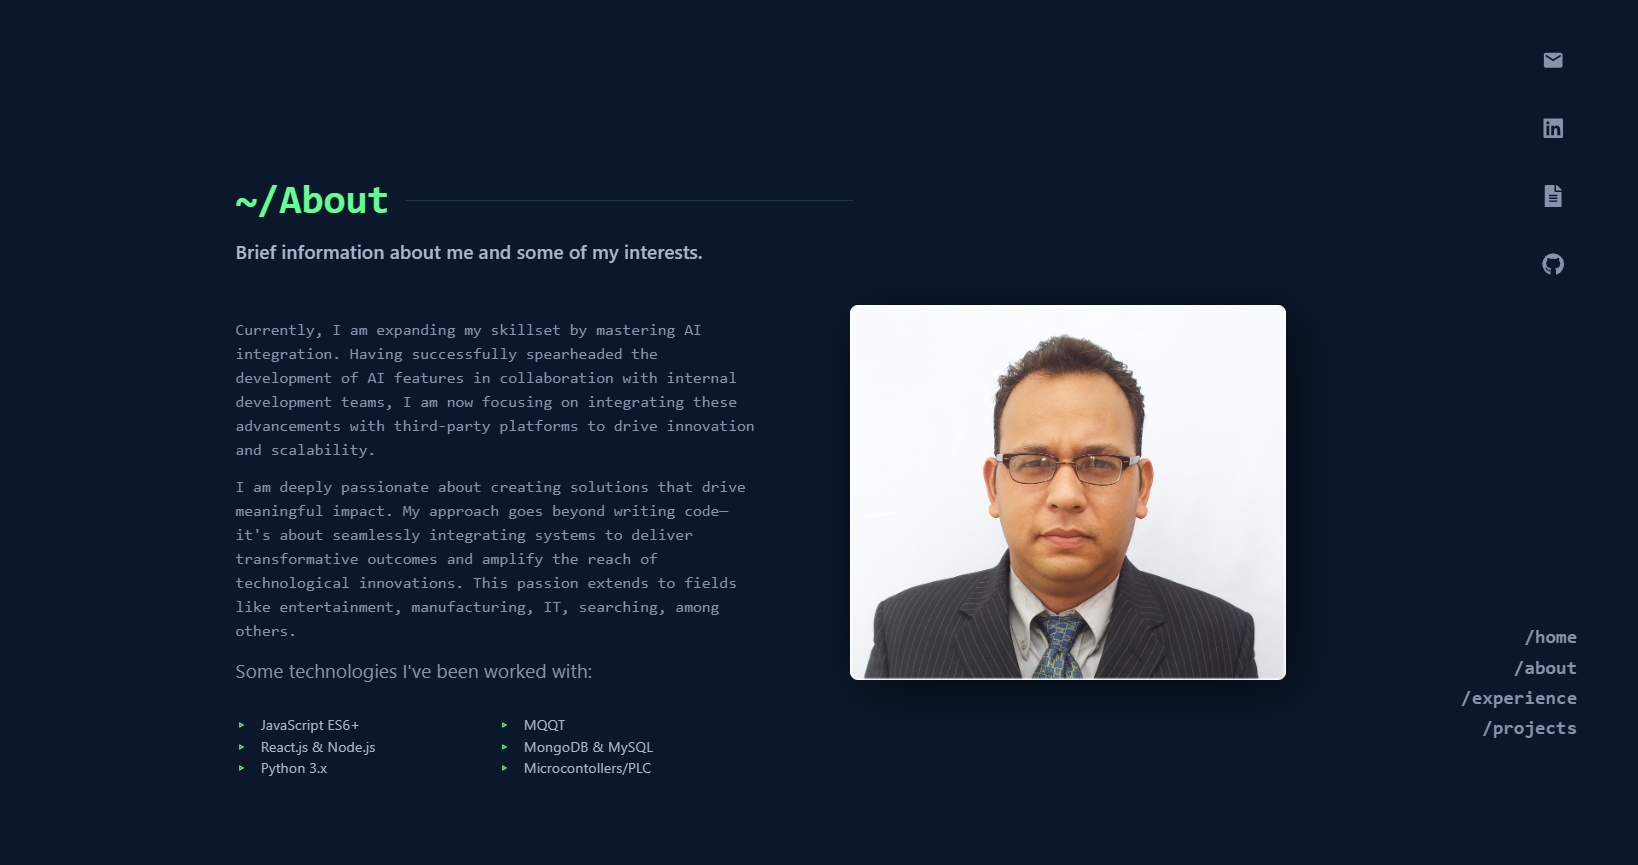 ~/About
Brief information about me and some of my interests.
Currently, I am expanding my skillset by mastering AI
integration. Having successfully spearheaded the
development of AI features in collaboration with internal
development teams, I am now focusing on integrating these
advancements with third-party platforms to drive innovation
and scalability.
I am deeply passionate about creating solutions that drive
meaningful impact. My approach goes beyond writing code—
it's about seamlessly integrating systems to deliver
transformative outcomes and amplify the reach of
technological innovations. This passion extends to fields
like entertainment, manufacturing, IT, searching, among
others.
Some technologies I've been worked with:
JavaScript ES6+
React.js & Node.js
Python 3.x
MQQT
MongoDB & MySQL
Microcontollers/PLC
in
/home
/about
/experience
/projects